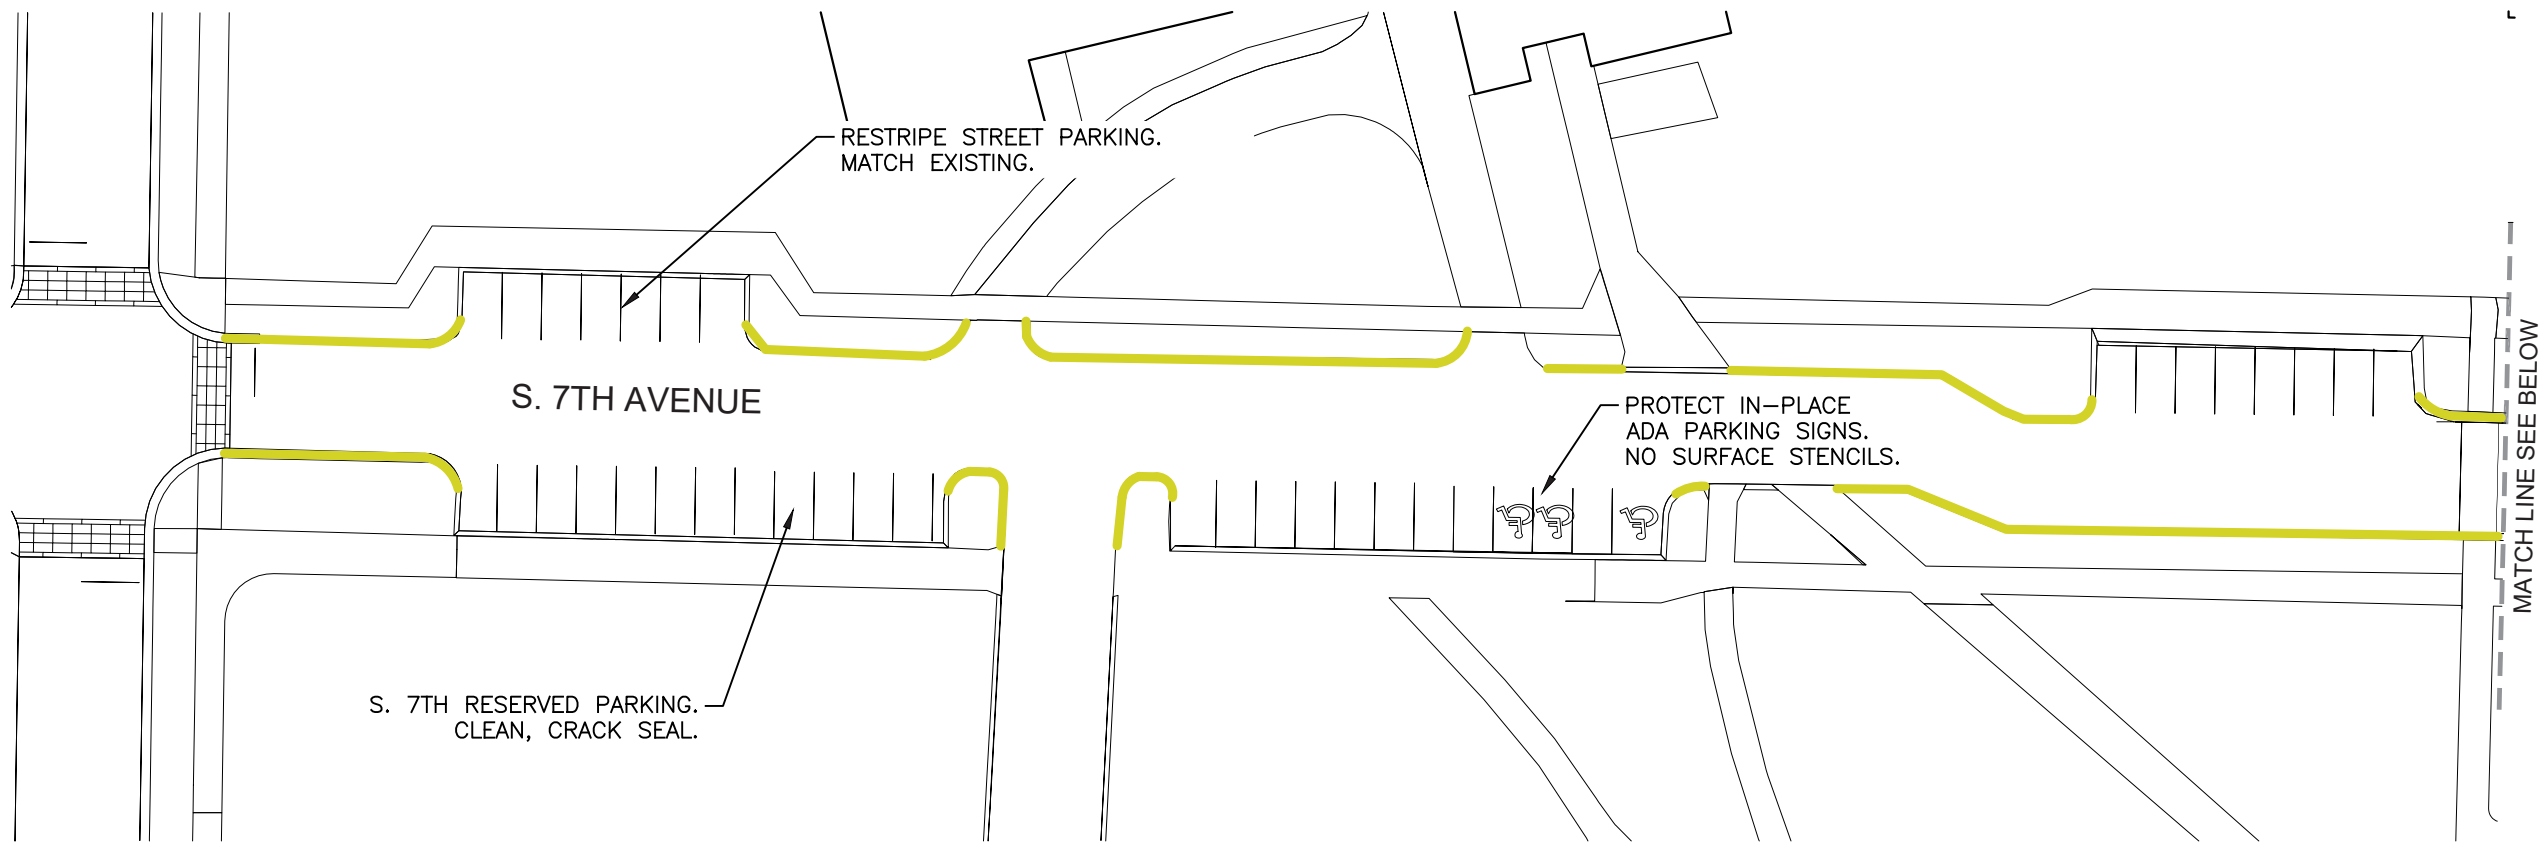 RESTRIPE STREET PARKING.
MATCH EXISTING.
S. 7TH AVENUE
PROTECT IN-PLACE
ADA PARKING SIGNS.
NO SURFACE STENCILS.
MATCH LINE SEE BELOW
S. 7TH RESERVED PARKING.
CLEAN, CRACK SEAL.